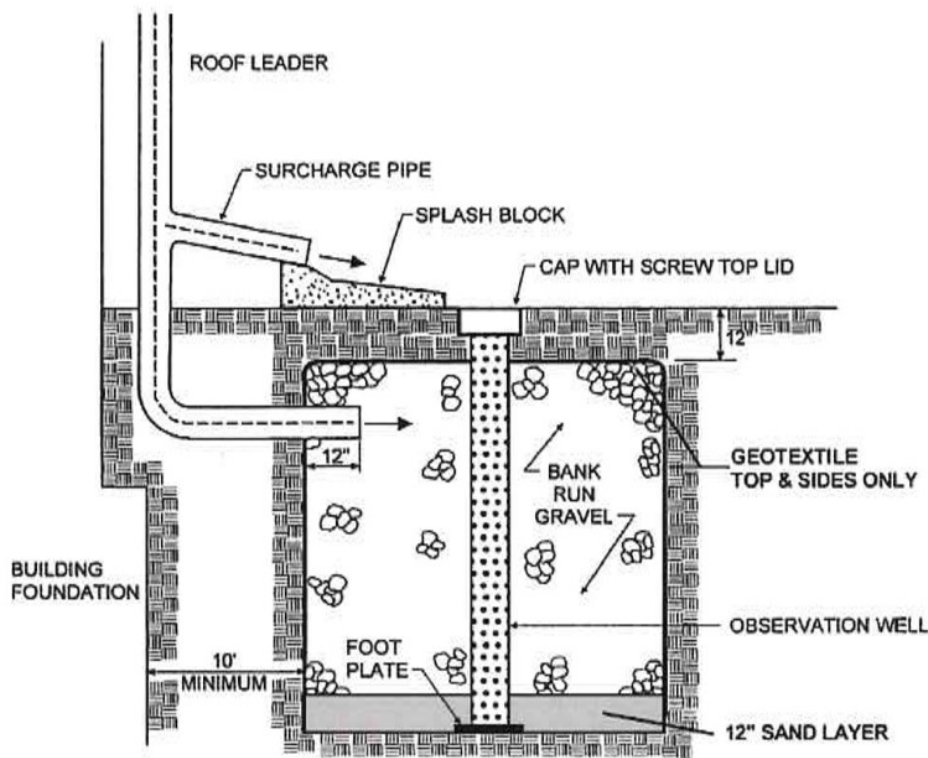 ROOF LEADER
SURCHARGE PIPE
SPLASH BLOCK
CAP WITH SCREW TOP LID
12"
12"
GEOTEXTILE
TOP & SIDES ONLY
BANK
RUN
GRAVEL
BUILDING
FOUNDATION
OBSERVATION WELL
FOOT
PLATE
10'
MINIMUM
12" SAND LAYER